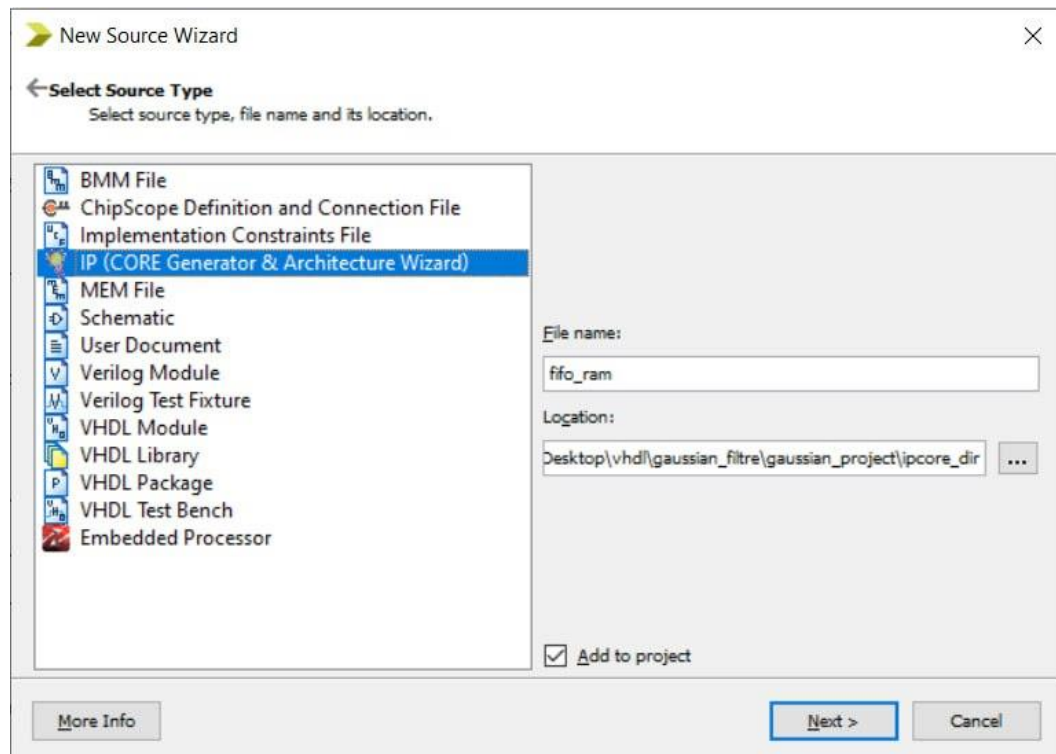 New Source Wizard
Select Source Type
Select source type, file name and its location.
BMM File
ChipScope Definition and Connection File
Implementation Constraints File
IP (CORE Generator & Architecture Wizard)
MEM File
Schematic
User Document
Verilog Module
Verilog Test Fixture
VHDL Module
VHDL Library
VHDL Package
VHDL Test Bench
Embedded Processor
File name:
fifo_ram
Location:
Desktop\vhdl\gaussian_filtre\gaussian_project\ipcore_dir
...
Add to project
More Info
Next >
Cancel